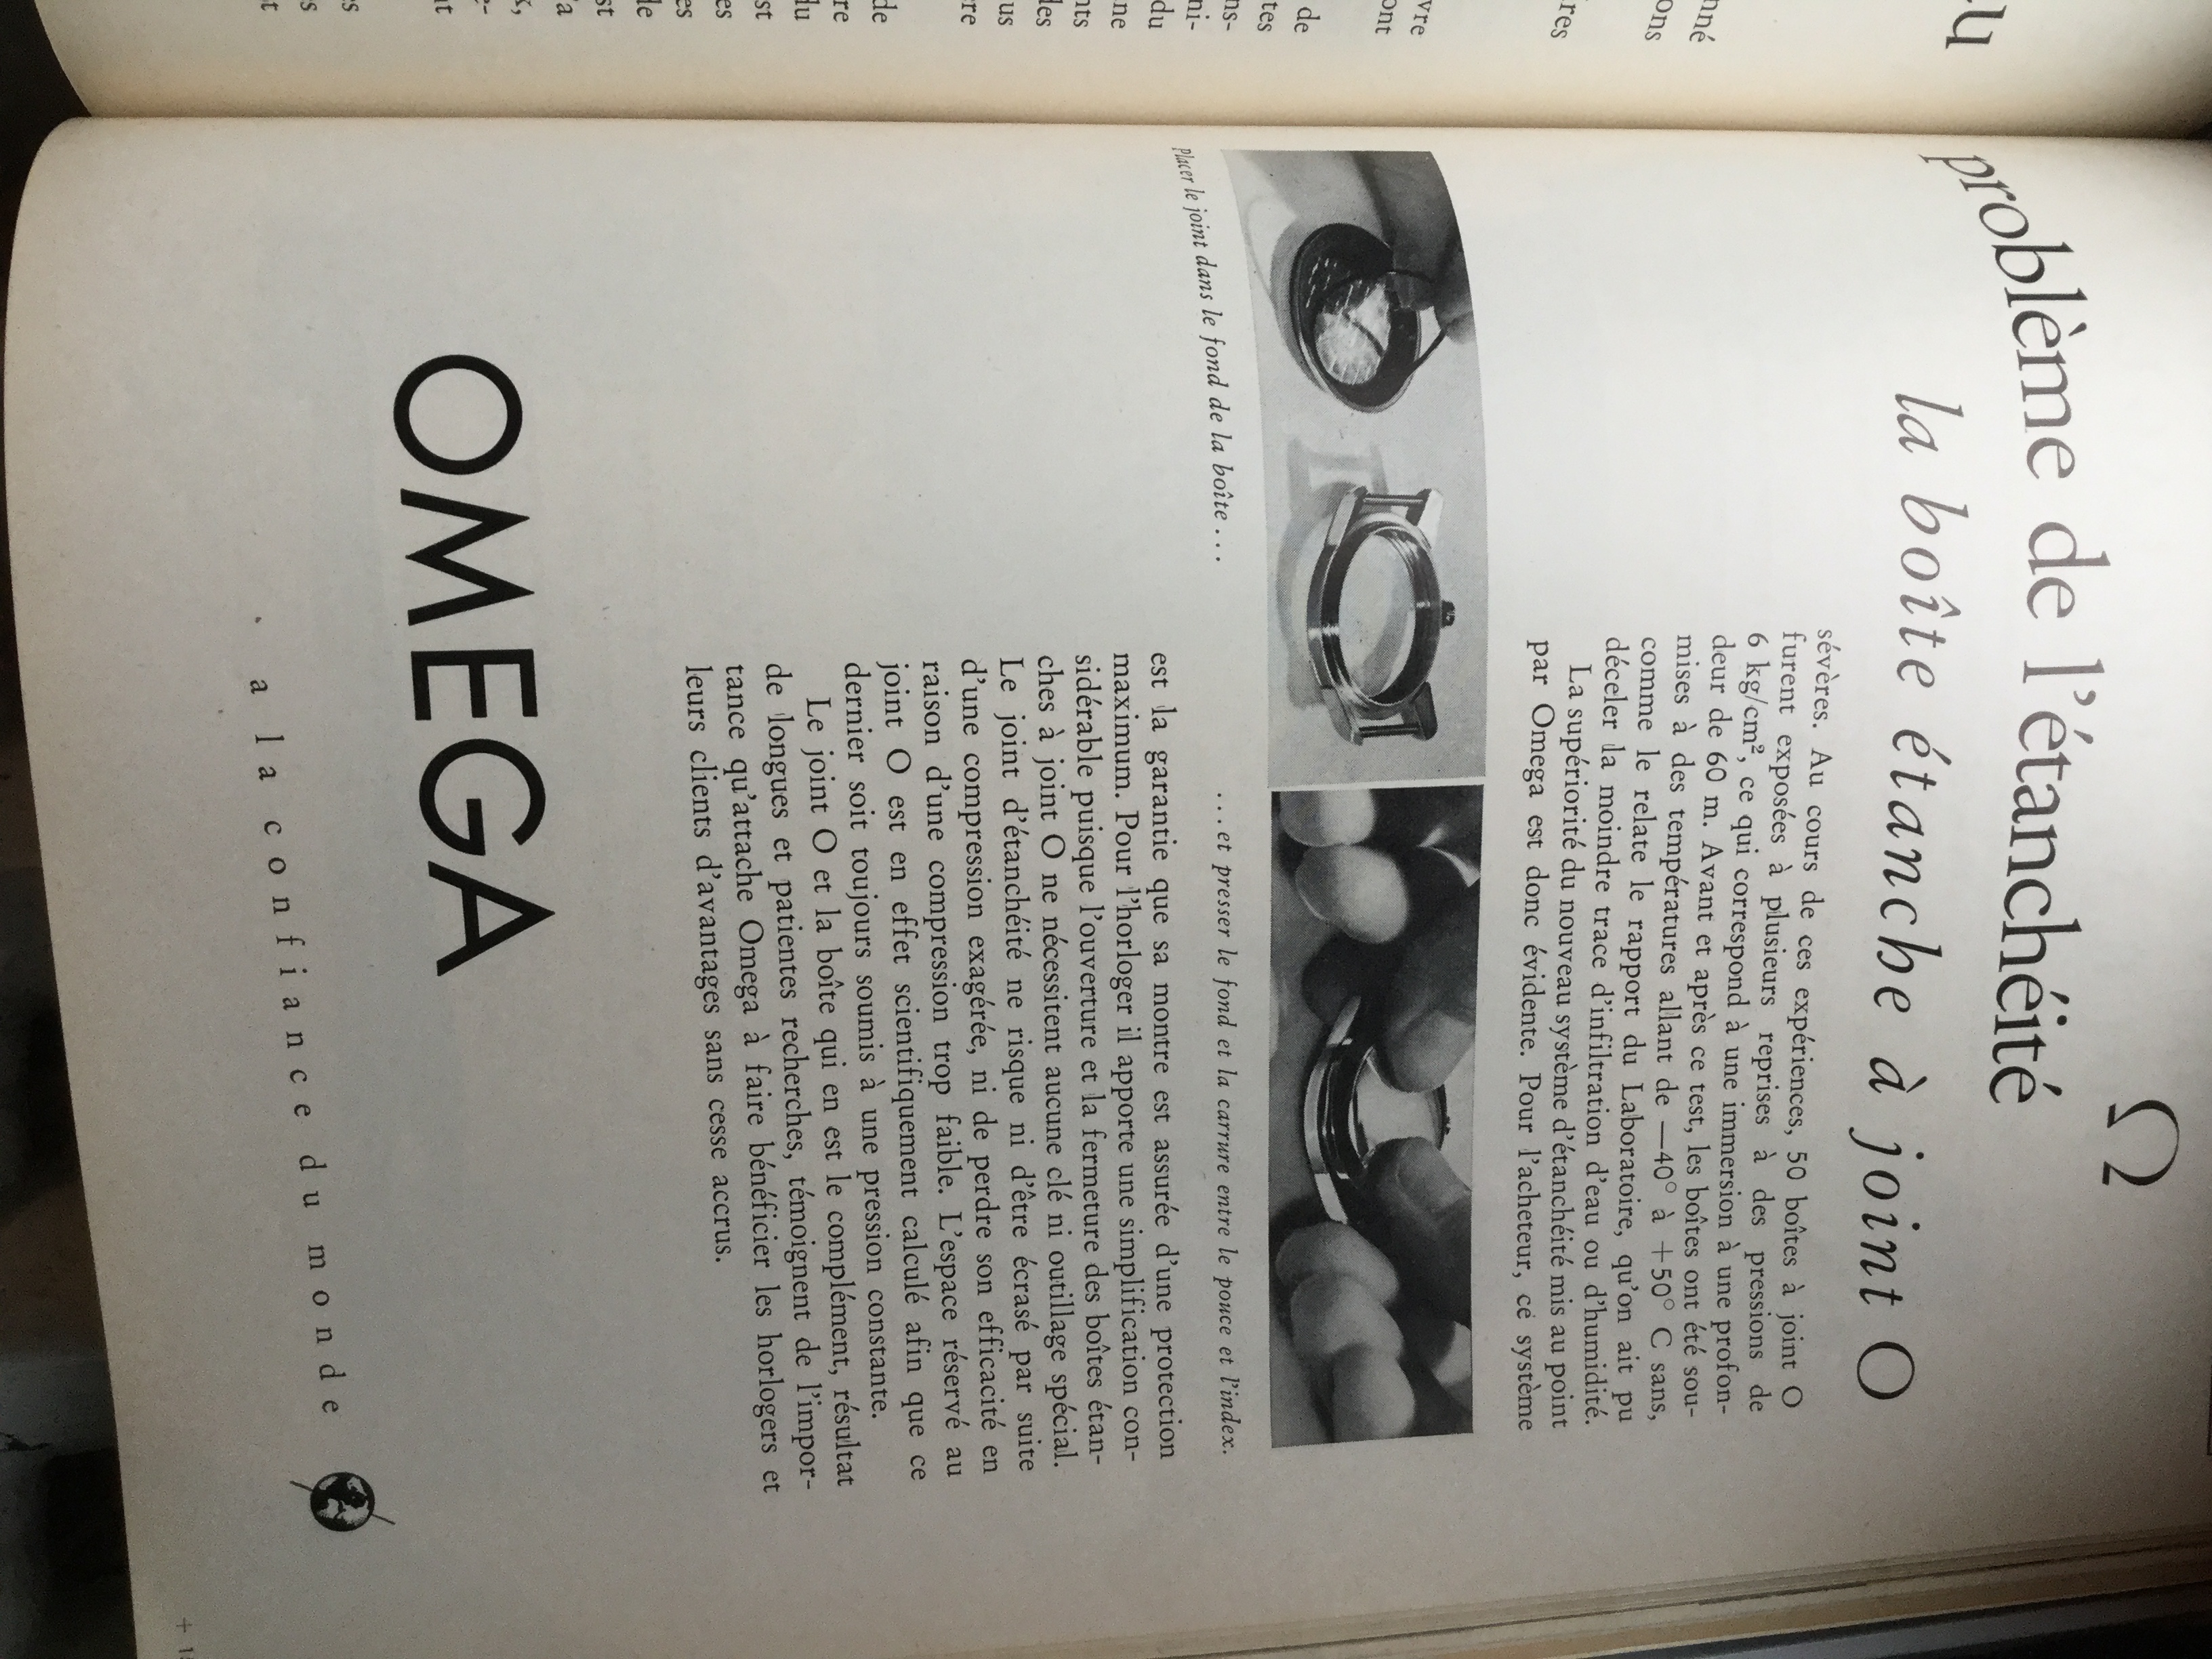 Ω
problème de l'étanchéité
la boîte étanche à joint O
sévères. Au cours de ces expériences, 50 boîtes à joint O
furent exposées à plusieurs reprises à des pressions de
6 kg/cm², ce qui correspond à une immersion à une profon-
deur de 60 m. Avant et après ce test, les boîtes ont été sou-
mises à des températures allant de —40° à +50° C sans,
comme le relate le rapport du Laboratoire, qu'on ait pu
déceler la moindre trace d'infiltration d'eau ou d'humidité.
La supériorité du nouveau système d'étanchéité mis au point
par Omega est donc évidente. Pour l'acheteur, ce système
placer le joint dans le fond de la boîte . . .
. . . et presser le fond et la carrure entre le pouce et l'index.
est la garantie que sa montre est assurée d'une protection
maximum. Pour l'horloger il apporte une simplification con-
sidérable puisque l'ouverture et la fermeture des boîtes étan-
ches à joint O ne nécessitent aucune clé ni outillage spécial.
Le joint d'étanchéité ne risque ni d'être écrasé par suite
d'une compression exagérée, ni de perdre son efficacité en
raison d'une compression trop faible. L'espace réservé au
joint O est en effet scientifiquement calculé afin que ce
dernier soit toujours soumis à une pression constante.
Le joint O et la boîte qui en est le complément, résultat
de longues et patientes recherches, témoignent de l'impor-
tance qu'attache Omega à faire bénéficier les horlogers et
leurs clients d'avantages sans cesse accrus.
OMEGA
a la confiance du monde